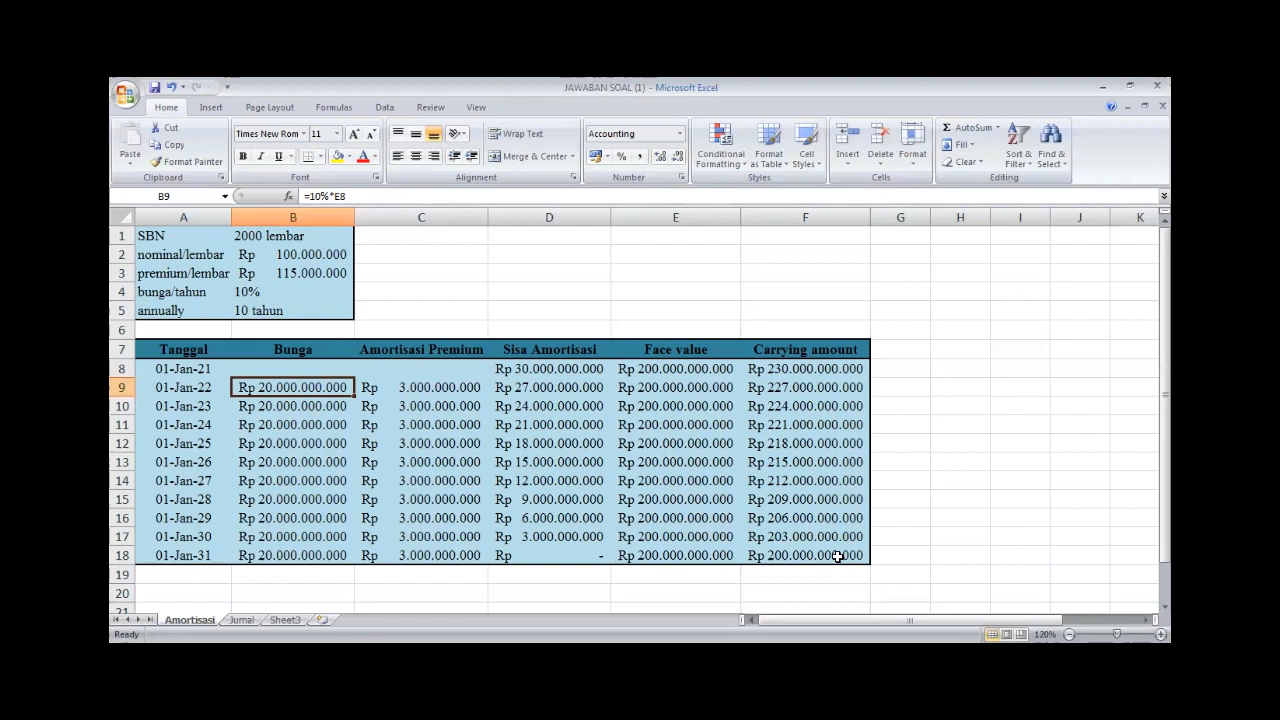 JAWABAN SOAL (1) - Microsoft Excel
Home Insert Page Layout Formulas Data Review View
Paste Cut Copy Format Painter Clipboard
Times New Rom 11 B I U A A A Font
Wrap Text Merge & Center Alignment
Accounting % , Number
Conditional Formatting Format as Table Cell Styles Styles
Insert Delete Format Cells
AutoSum Fill Clear Sort & Filter Find & Select Editing
B9 fx =10%*E8
A B C D E F G H I J K
1 SBN 2000 lembar
2 nominal/lembar Rp 100.000.000
3 premium/lembar Rp 115.000.000
4 bunga/tahun 10%
5 annually 10 tahun
6
7 Tanggal Bunga Amortisasi Premium Sisa Amortisasi Face value Carrying amount
8 01-Jan-21 Rp 30.000.000.000 Rp 200.000.000.000 Rp 230.000.000.000
9 01-Jan-22 Rp 20.000.000.000 Rp 3.000.000.000 Rp 27.000.000.000 Rp 200.000.000.000 Rp 227.000.000.000
10 01-Jan-23 Rp 20.000.000.000 Rp 3.000.000.000 Rp 24.000.000.000 Rp 200.000.000.000 Rp 224.000.000.000
11 01-Jan-24 Rp 20.000.000.000 Rp 3.000.000.000 Rp 21.000.000.000 Rp 200.000.000.000 Rp 221.000.000.000
12 01-Jan-25 Rp 20.000.000.000 Rp 3.000.000.000 Rp 18.000.000.000 Rp 200.000.000.000 Rp 218.000.000.000
13 01-Jan-26 Rp 20.000.000.000 Rp 3.000.000.000 Rp 15.000.000.000 Rp 200.000.000.000 Rp 215.000.000.000
14 01-Jan-27 Rp 20.000.000.000 Rp 3.000.000.000 Rp 12.000.000.000 Rp 200.000.000.000 Rp 212.000.000.000
15 01-Jan-28 Rp 20.000.000.000 Rp 3.000.000.000 Rp 9.000.000.000 Rp 200.000.000.000 Rp 209.000.000.000
16 01-Jan-29 Rp 20.000.000.000 Rp 3.000.000.000 Rp 6.000.000.000 Rp 200.000.000.000 Rp 206.000.000.000
17 01-Jan-30 Rp 20.000.000.000 Rp 3.000.000.000 Rp 3.000.000.000 Rp 200.000.000.000 Rp 203.000.000.000
18 01-Jan-31 Rp 20.000.000.000 Rp 3.000.000.000 Rp - Rp 200.000.000.000 Rp 200.000.000.000
19
20
21
Amortisasi Jurnal Sheet3
Ready 120%